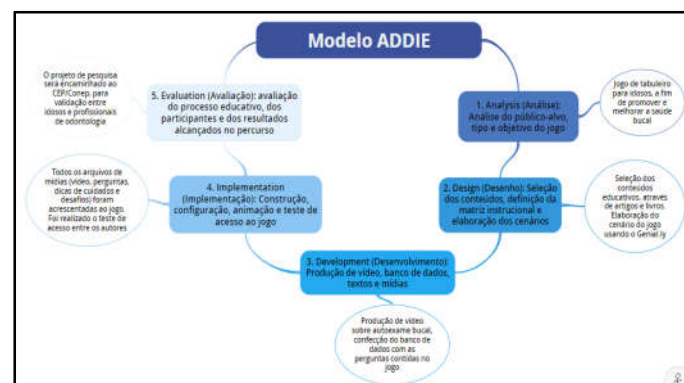 Modelo ADDIE
1. Analysis (Análise):
Análise do público-alvo,
tipo e objetivo do jogo
Jogo de tabuleiro
para idosos, a fim
de promover e
melhorar a saúde
bucal
2. Design (Desenho): Seleção
dos conteúdos, definição da
matriz instrucional e
elaboração dos cenários
Seleção dos
conteúdos
educativos, através
de artigos e livros.
Elaboração do
cenário do jogo
usando o Genial.ly
3. Development (Desenvolvimento):
Produção de vídeo, banco de dados,
textos e mídias
Produção de vídeo
sobre autoexame bucal,
confecção do banco de
dados com as
perguntas contidas no
jogo
4. Implementation
(Implementação): Construção,
configuração, animação e teste de
acesso ao jogo
Todos os arquivos de
mídias (vídeo, perguntas,
dicas de cuidados e
desafios) foram
acrescentadas ao jogo.
Foi realizado o teste de
acesso entre os autores
5. Evaluation (Avaliação): avaliação
do processo educativo, dos
participantes e dos resultados
alcançados no percurso
O projeto de pesquisa
será encaminhado ao
CEP/Conep, para
validação entre
idosos e profissionais
de odontologia